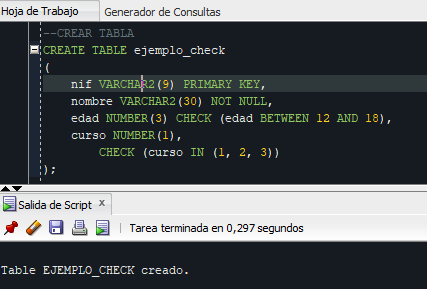 Hoja de Trabajo Generador de Consultas
--CREAR TABLA
CREATE TABLE ejemplo_check
(
nif VARCHAR2(9) PRIMARY KEY,
nombre VARCHAR2(30) NOT NULL,
edad NUMBER(3) CHECK (edad BETWEEN 12 AND 18),
curso NUMBER(1),
CHECK (curso IN (1, 2, 3))
);
Salida de Script x
Tarea terminada en 0,297 segundos
Table EJEMPLO_CHECK creado.